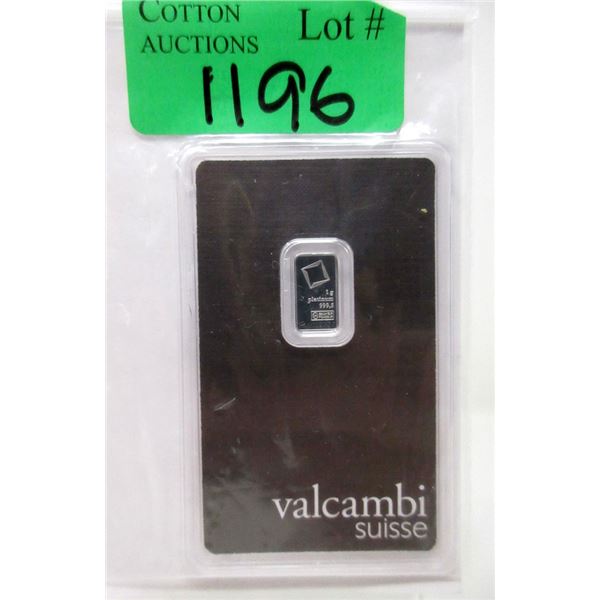 COTTON
AUCTIONS
Lot #
1196
1 g
platinum
999,5
valcambi
suisse